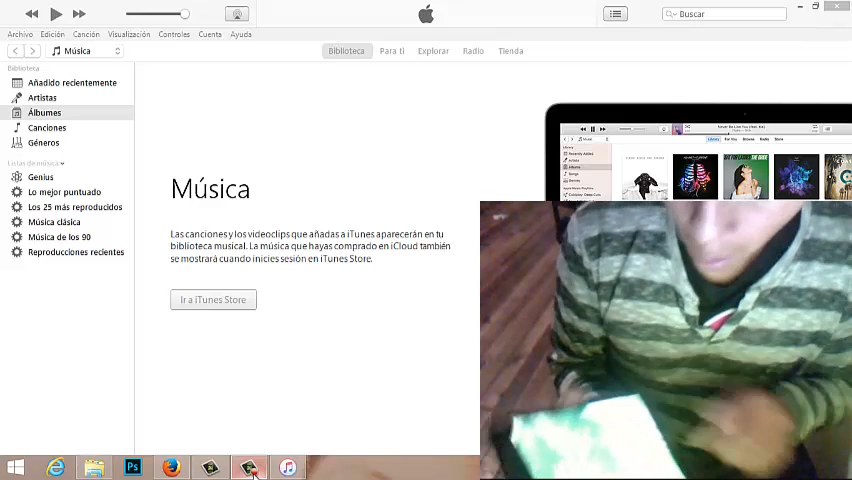 Buscar
Archivo Edición Canción Visualización Controles Cuenta Ayuda
Música
Biblioteca Para ti Explorar Radio Tienda
Biblioteca
Añadido recientemente
Artistas
Álbumes
Canciones
Géneros
Listas de música
Genius
Lo mejor puntuado
Los 25 más reproducidos
Música clásica
Música de los 90
Reproducciones recientes
Música
Las canciones y los videoclips que añadas a iTunes aparecerán en tu
biblioteca musical. La música que hayas comprado en iCloud también
se mostrará cuando inicies sesión en iTunes Store.
Ir a iTunes Store
Ps